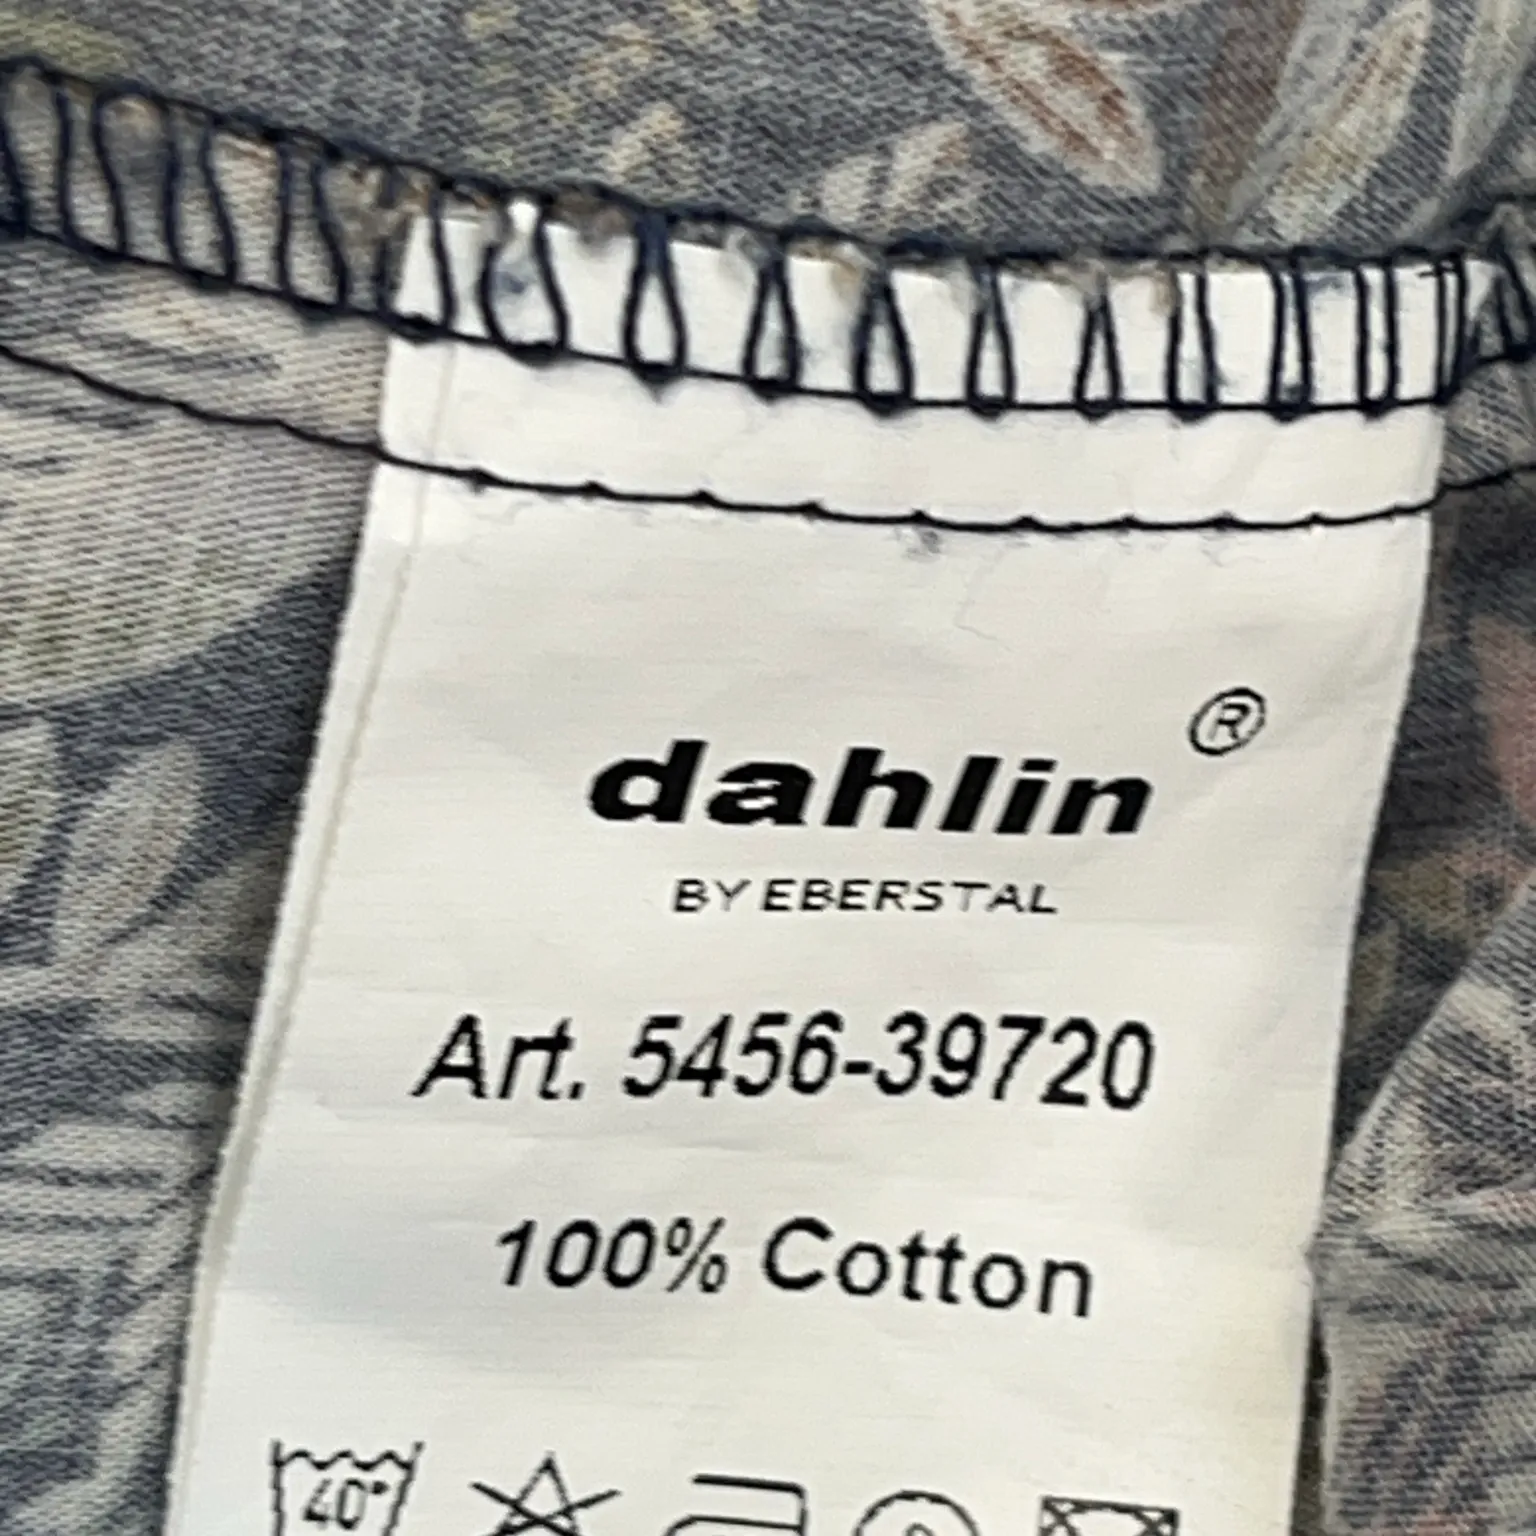 dahlin®
BY EBERSTAL
Art. 5456-39720
100% Cotton
40°